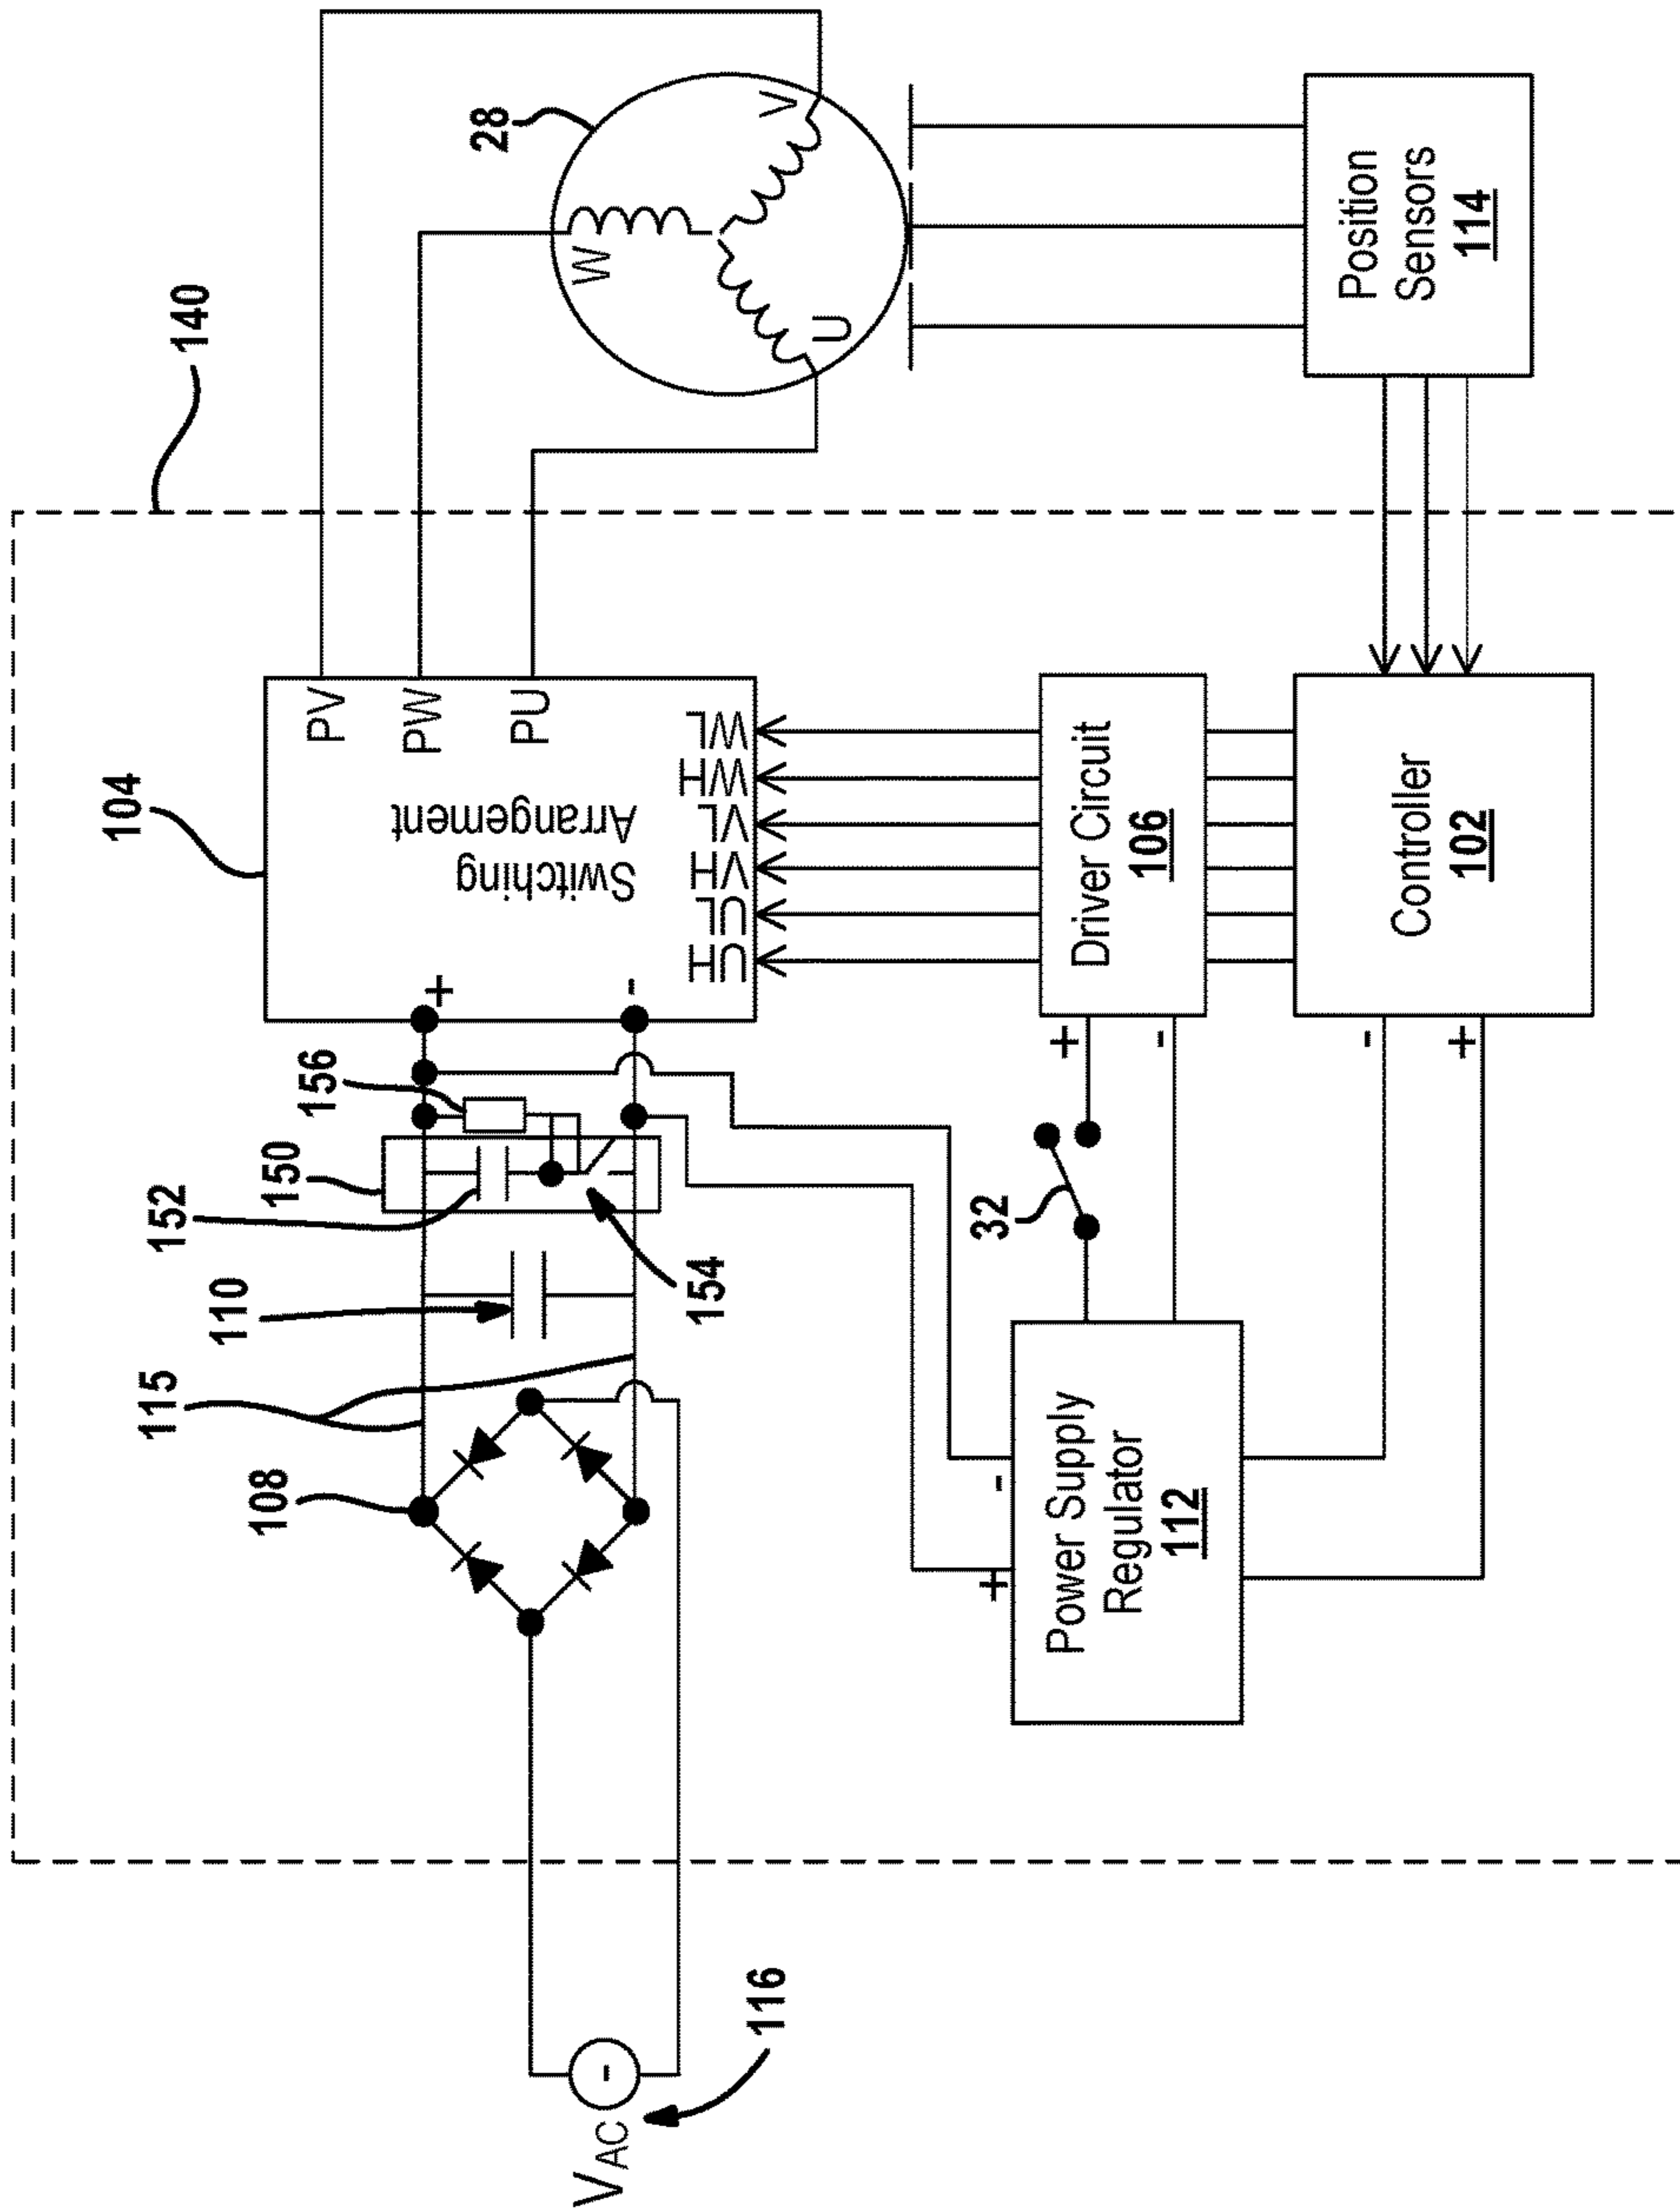 140
104
28
156
150
152
110
115
108
154
V_AC
116
+
-
Switching
Arrangement
PV
PW
PU
UH
UL
VH
VL
WH
WL
W
V
U
32
+
-
Driver Circuit
106
+
-
Power Supply
Regulator
112
-
+
Controller
102
Position
Sensors
114
-